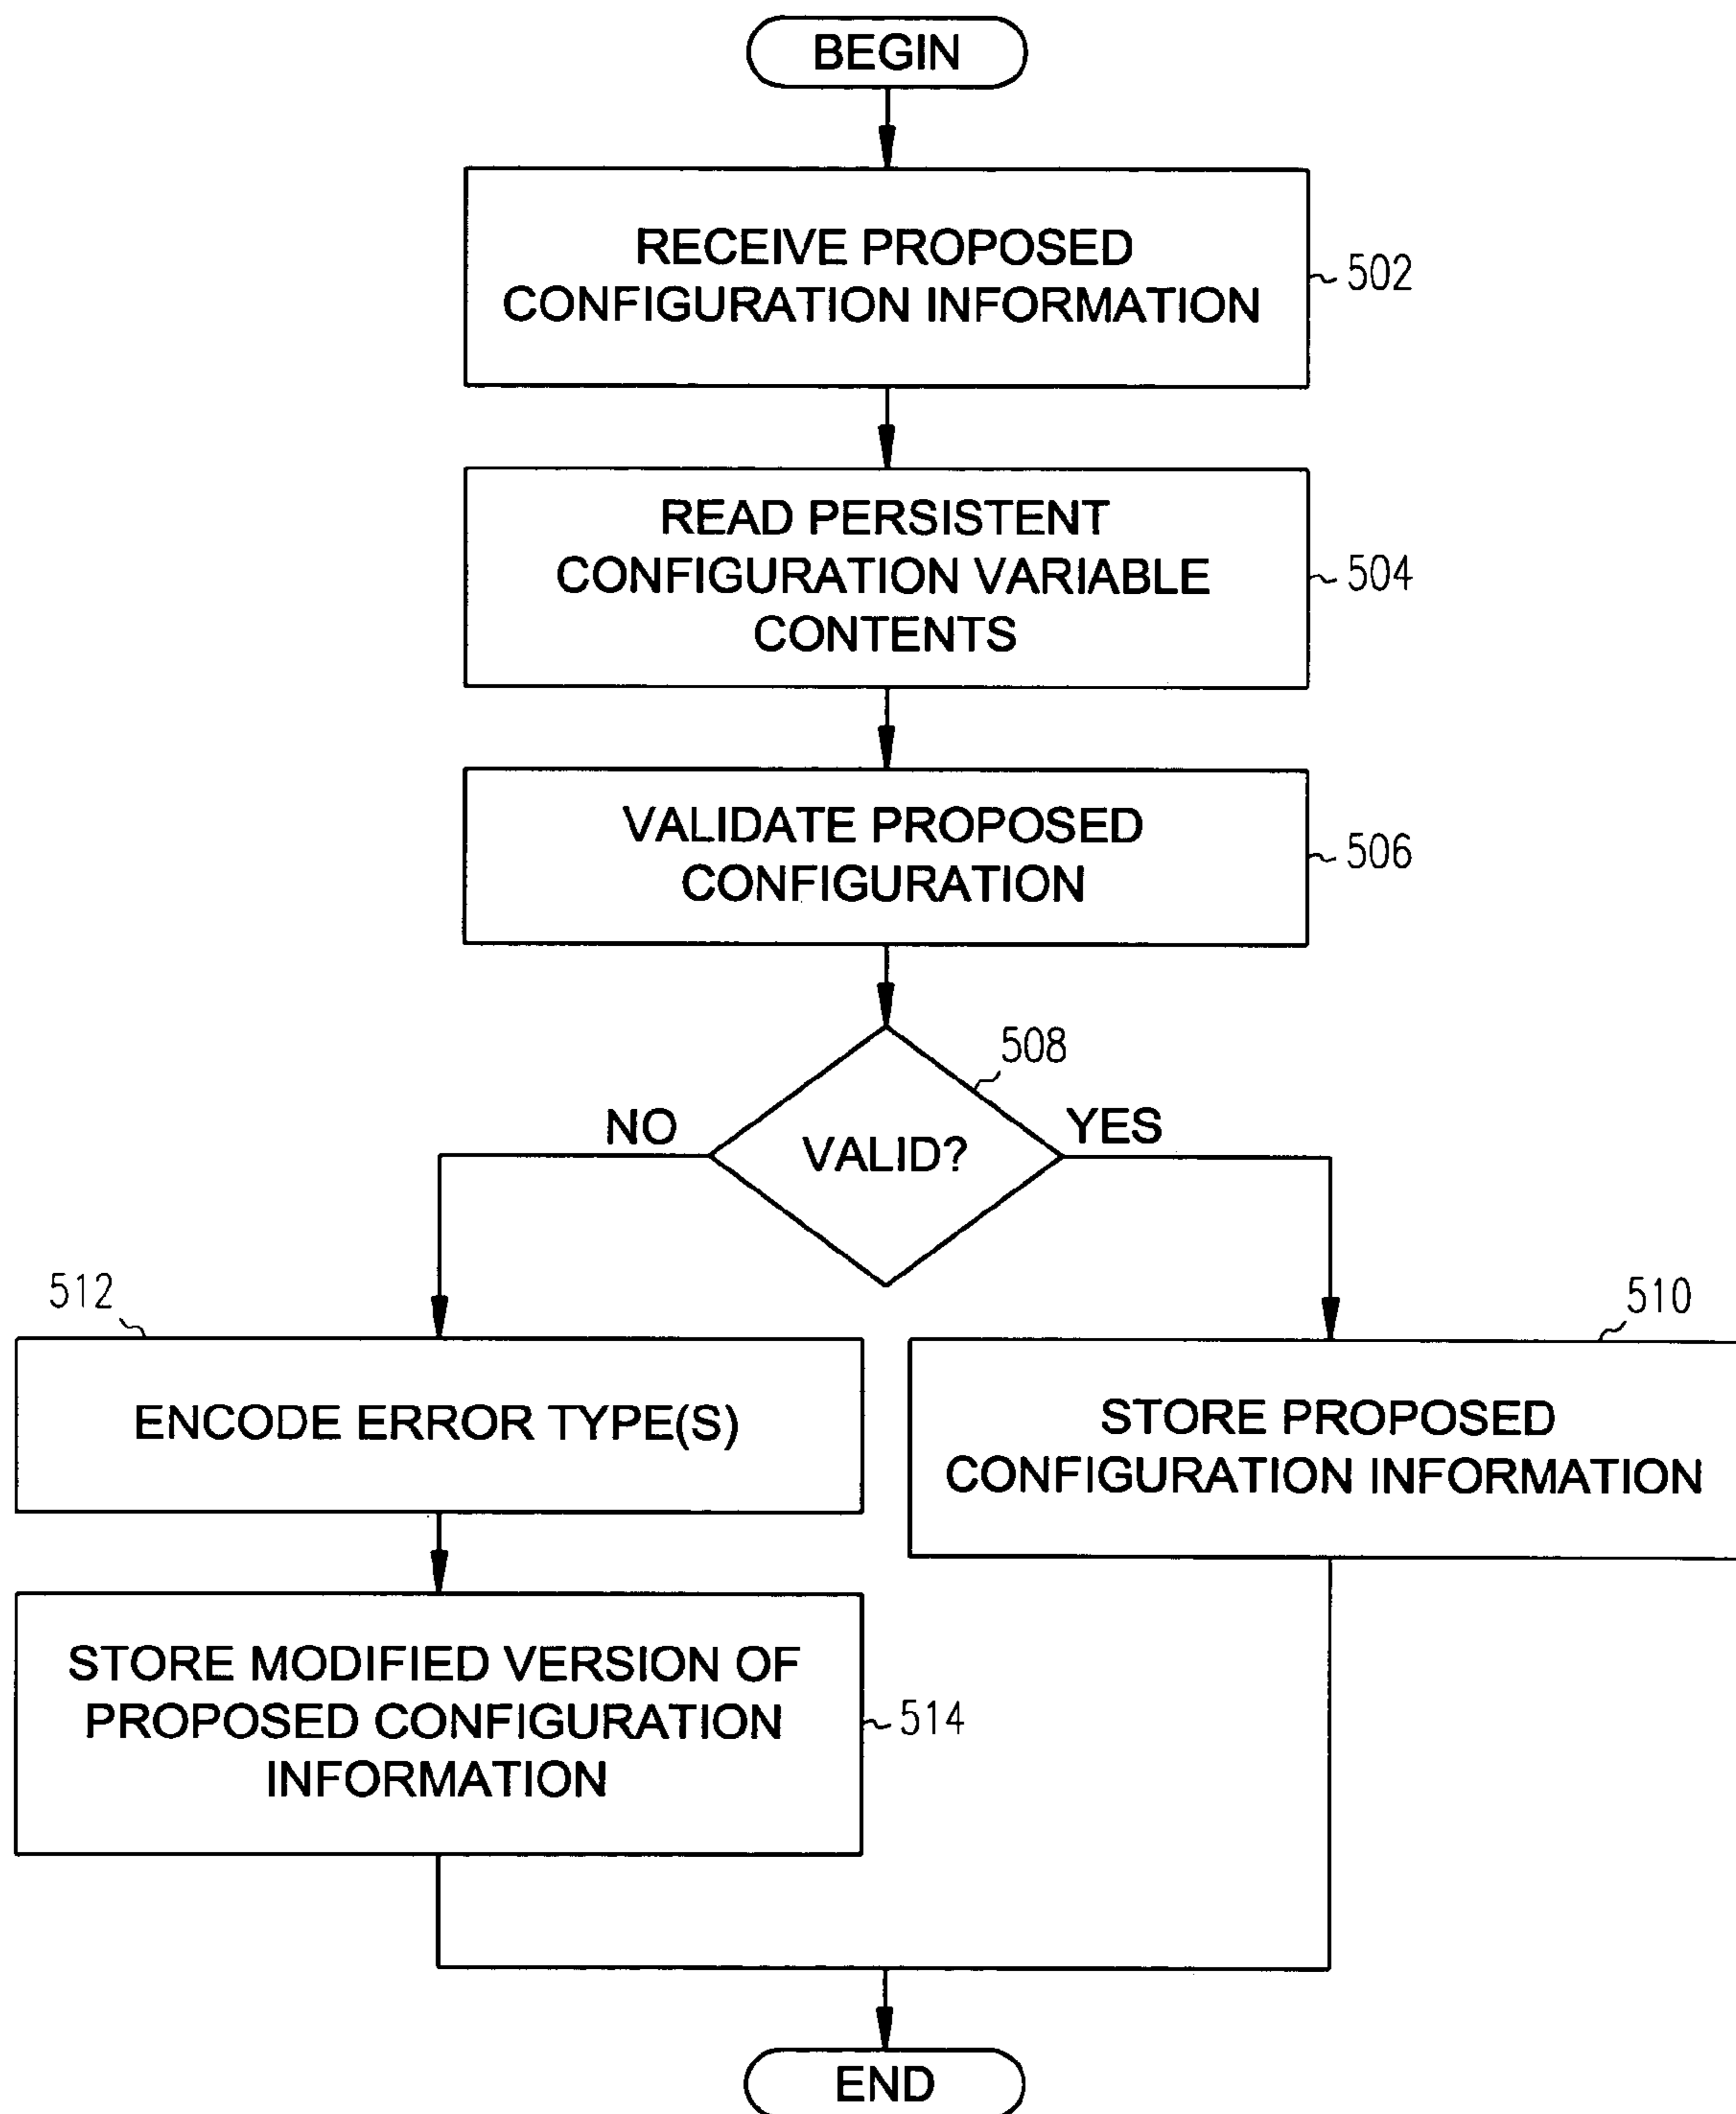 BEGIN
RECEIVE PROPOSED
CONFIGURATION INFORMATION
502
READ PERSISTENT
CONFIGURATION VARIABLE
CONTENTS
504
VALIDATE PROPOSED
CONFIGURATION
506
508
NO
VALID?
YES
512
510
ENCODE ERROR TYPE(S)
STORE PROPOSED
CONFIGURATION INFORMATION
STORE MODIFIED VERSION OF
PROPOSED CONFIGURATION
INFORMATION
514
END